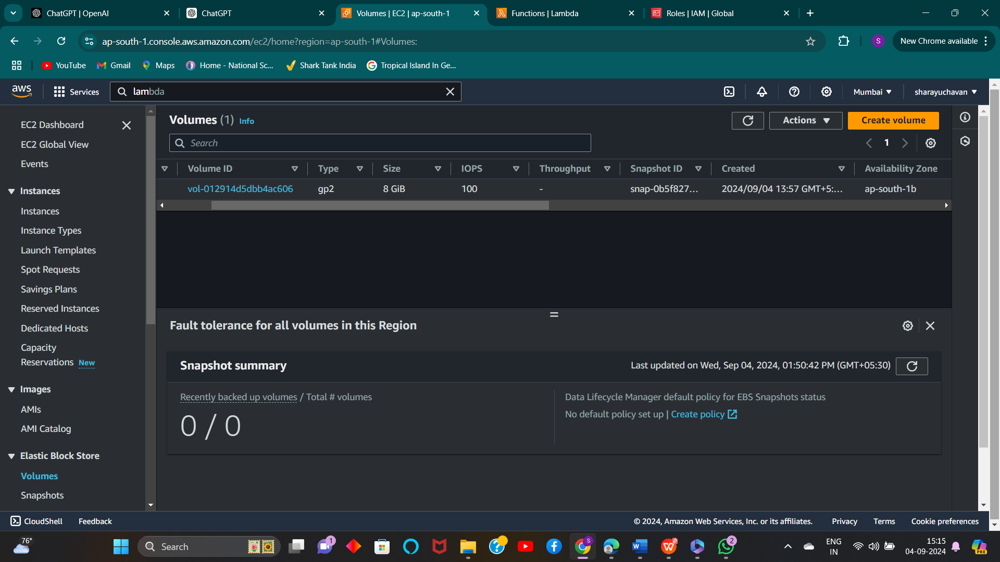 ChatGPT | OpenAI
ChatGPT
Volumes | EC2 | ap-south-1
Functions | Lambda
Roles | IAM | Global
ap-south-1.console.aws.amazon.com/ec2/home?region=ap-south-1#Volumes:
S
New Chrome available
YouTube
Gmail
Maps
Home - National Sc...
Shark Tank India
Tropical Island In Ge...
aws
Services
lambda
Mumbai
sharayuchavan
EC2 Dashboard
EC2 Global View
Events
Instances
Instances
Instance Types
Launch Templates
Spot Requests
Savings Plans
Reserved Instances
Dedicated Hosts
Capacity
Reservations New
Images
AMIs
AMI Catalog
Elastic Block Store
Volumes
Snapshots
Volumes (1) Info
Actions
Create volume
Search
1
Volume ID Type Size IOPS Throughput Snapshot ID Created Availability Zone
vol-012914d5dbb4ac606 gp2 8 GiB 100 - snap-0b5f827... 2024/09/04 13:57 GMT+5:... ap-south-1b
Fault tolerance for all volumes in this Region
Snapshot summary
Last updated on Wed, Sep 04, 2024, 01:50:42 PM (GMT+05:30)
Recently backed up volumes / Total # volumes
0 / 0
Data Lifecycle Manager default policy for EBS Snapshots status
No default policy set up | Create policy
CloudShell
Feedback
© 2024, Amazon Web Services, Inc. or its affiliates.
Privacy
Terms
Cookie preferences
76°
Search
1
S
2
ENG
IN
15:15
04-09-2024
PRE